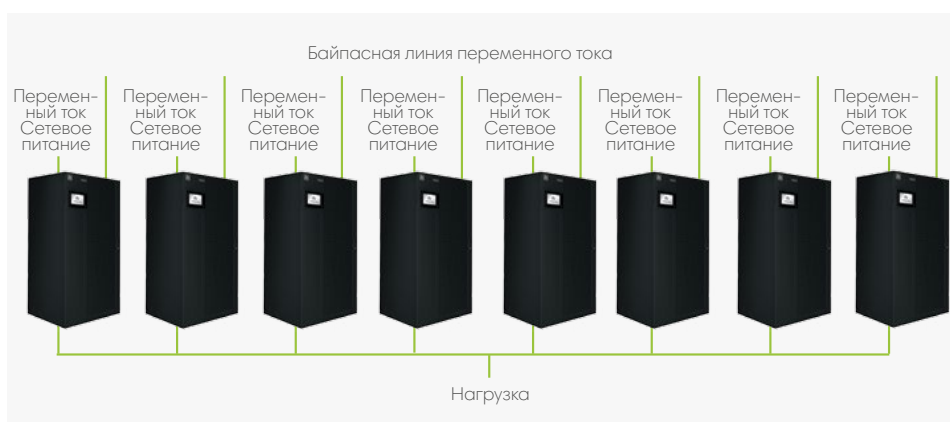 Байпасная линия переменного тока
Перемен-
ный ток
Сетевое
питание
Перемен-
ный ток
Сетевое
питание
Перемен-
ный ток
Сетевое
питание
Перемен-
ный ток
Сетевое
питание
Перемен-
ный ток
Сетевое
питание
Перемен-
ный ток
Сетевое
питание
Перемен-
ный ток
Сетевое
питание
Перемен-
ный ток
Сетевое
питание
Нагрузка